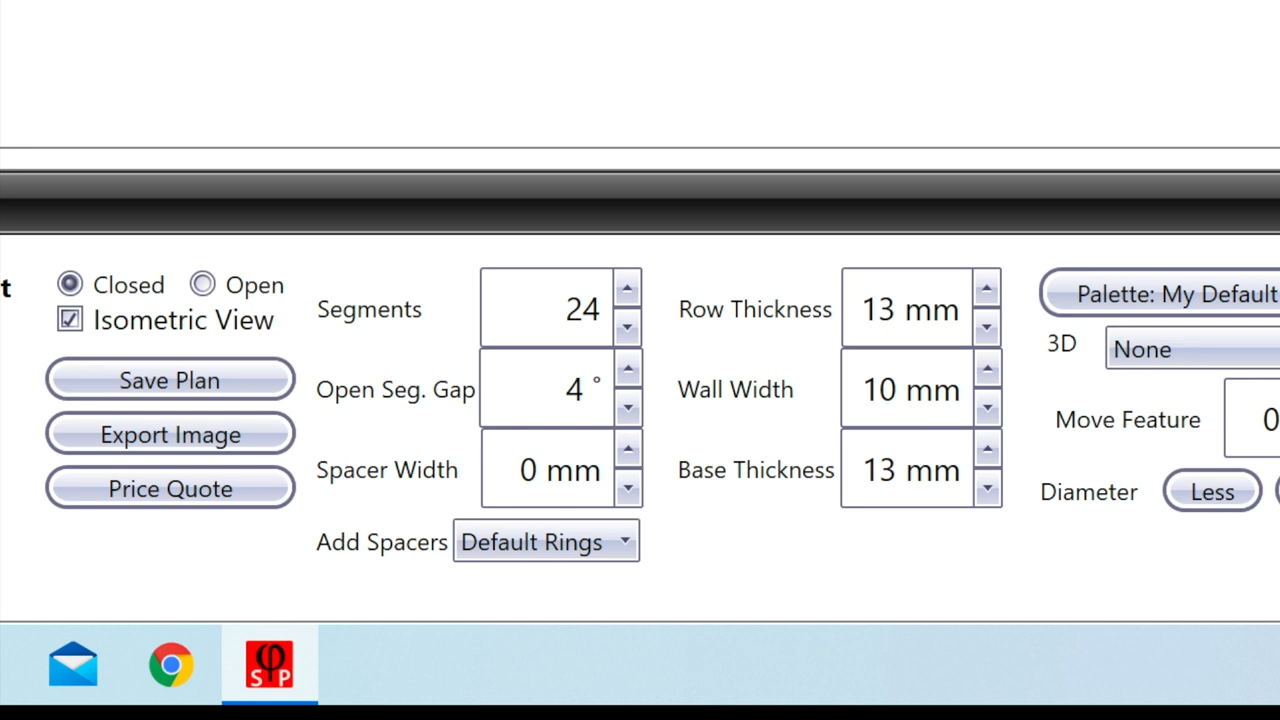 t
Closed Open
Isometric View
Save Plan
Export Image
Price Quote
Segments 24
Open Seg. Gap 4 °
Spacer Width 0 mm
Add Spacers Default Rings
Row Thickness 13 mm
Wall Width 10 mm
Base Thickness 13 mm
Palette: My Default
3D None
Move Feature 0
Diameter Less
φ
S P